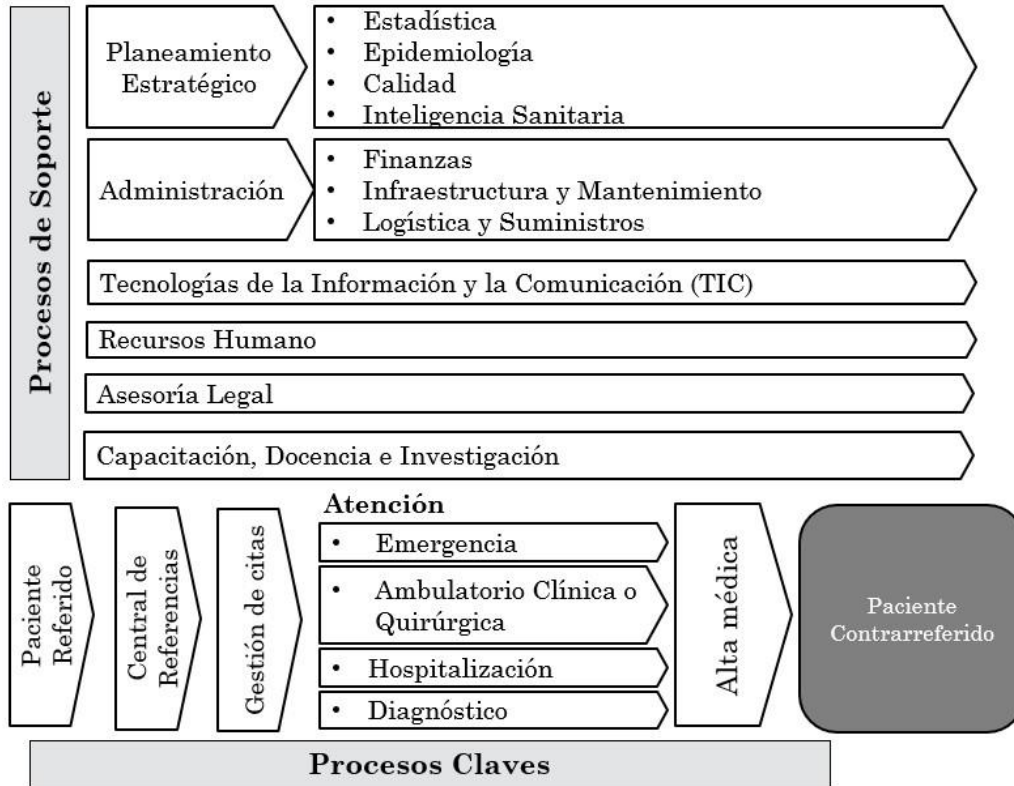 Procesos de Soporte
Planeamiento
Estratégico
• Estadística
• Epidemiología
• Calidad
• Inteligencia Sanitaria
Administración
• Finanzas
• Infraestructura y Mantenimiento
• Logística y Suministros
Tecnologías de la Información y la Comunicación (TIC)
Recursos Humano
Asesoría Legal
Capacitación, Docencia e Investigación
Paciente
Referido
Central de
Referencias
Gestión de citas
Atención
• Emergencia
• Ambulatorio Clínica o
Quirúrgica
• Hospitalización
• Diagnóstico
Alta médica
Paciente
Contrarreferido
Procesos Claves